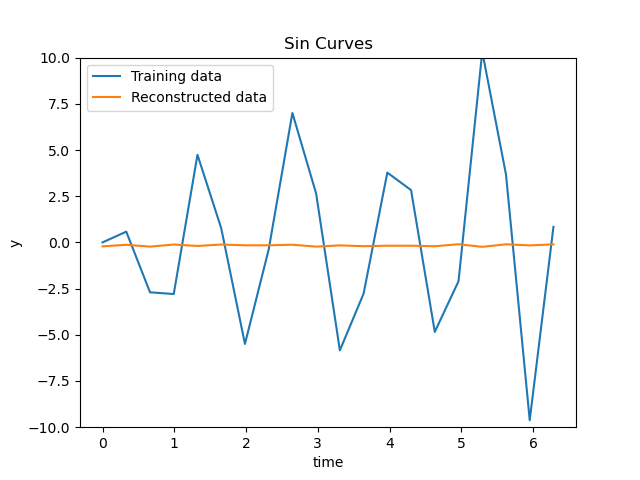 Sin Curves
Training data
Reconstructed data
10.0
7.5
5.0
2.5
0.0
−2.5
−5.0
−7.5
−10.0
y
0 1 2 3 4 5 6
time